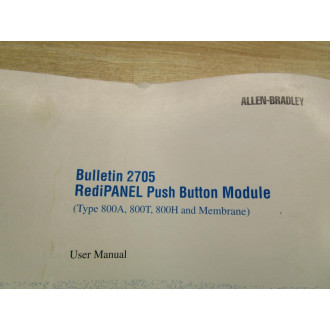 ALLEN-BRADLEY
Bulletin 2705
RediPANEL Push Button Module
(Type 800A, 800T, 800H and Membrane)
User Manual